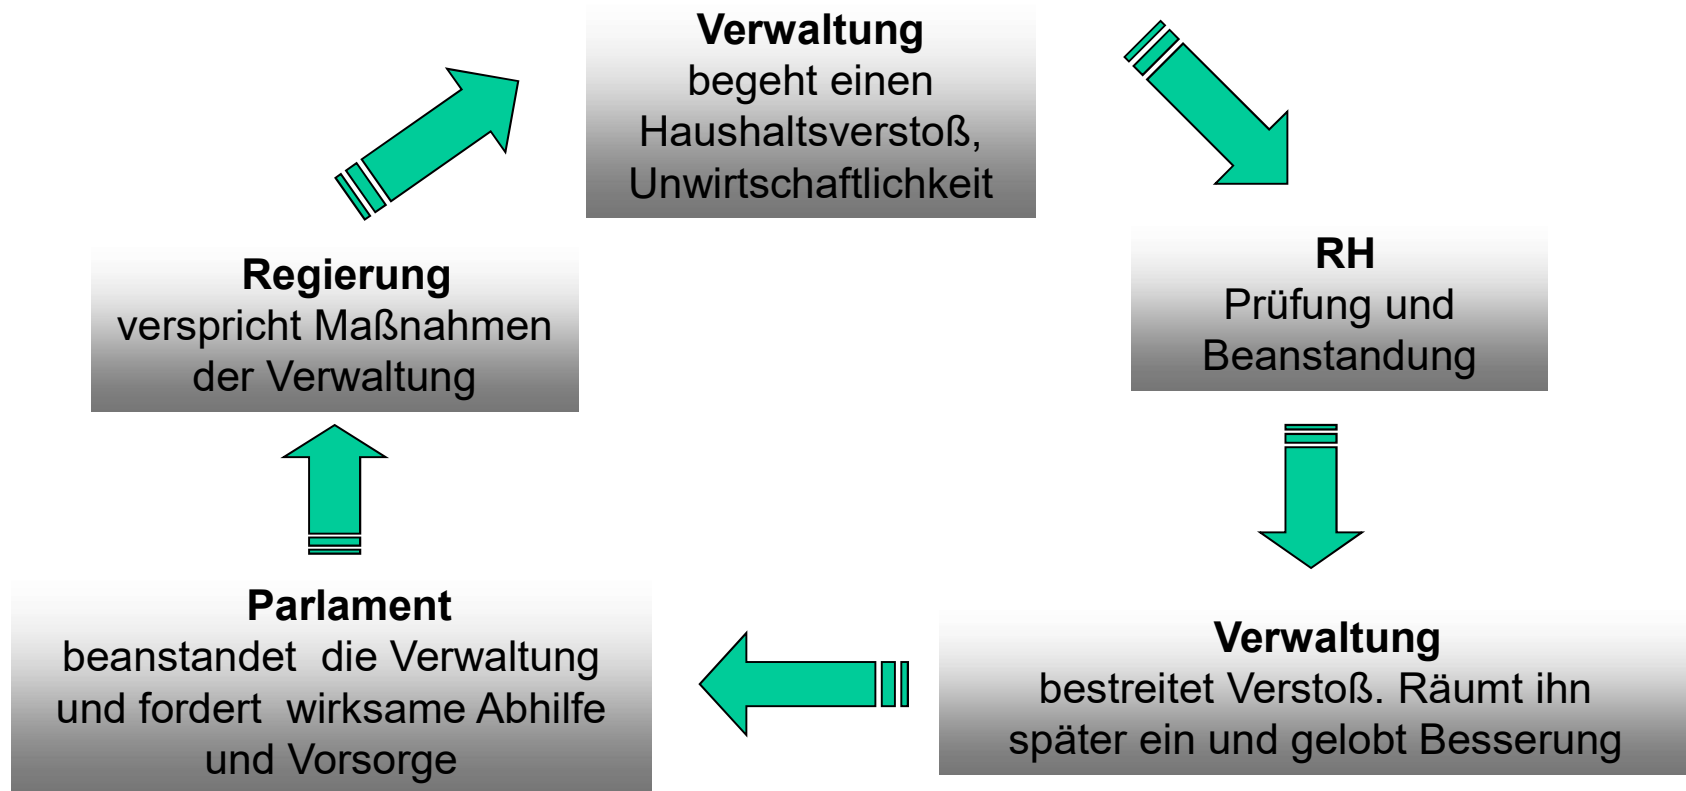 Verwaltung
begeht einen
Haushaltsverstoß,
Unwirtschaftlichkeit
RH
Prüfung und
Beanstandung
Verwaltung
bestreitet Verstoß. Räumt ihn
später ein und gelobt Besserung
Parlament
beanstandet  die Verwaltung
und fordert  wirksame Abhilfe
und Vorsorge
Regierung
verspricht Maßnahmen
der Verwaltung